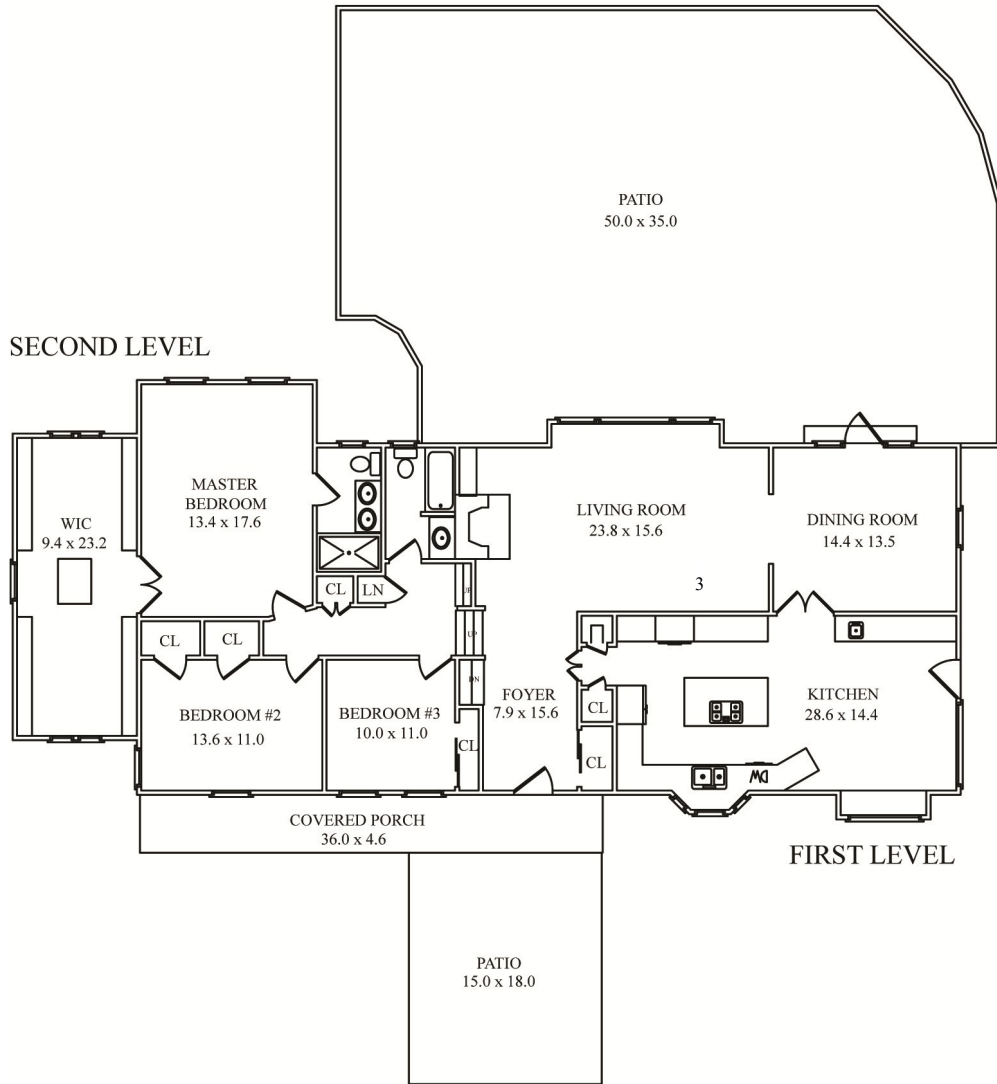 PATIO
50.0 x 35.0
SECOND LEVEL
MASTER
BEDROOM
13.4 x 17.6
WIC
9.4 x 23.2
LIVING ROOM
23.8 x 15.6
DINING ROOM
14.4 x 13.5
3
CL
LN
UP
UP
CL
CL
DN
FOYER
7.9 x 15.6
CL
KITCHEN
28.6 x 14.4
BEDROOM #2
13.6 x 11.0
BEDROOM #3
10.0 x 11.0
CL
CL
DW
COVERED PORCH
36.0 x 4.6
FIRST LEVEL
PATIO
15.0 x 18.0